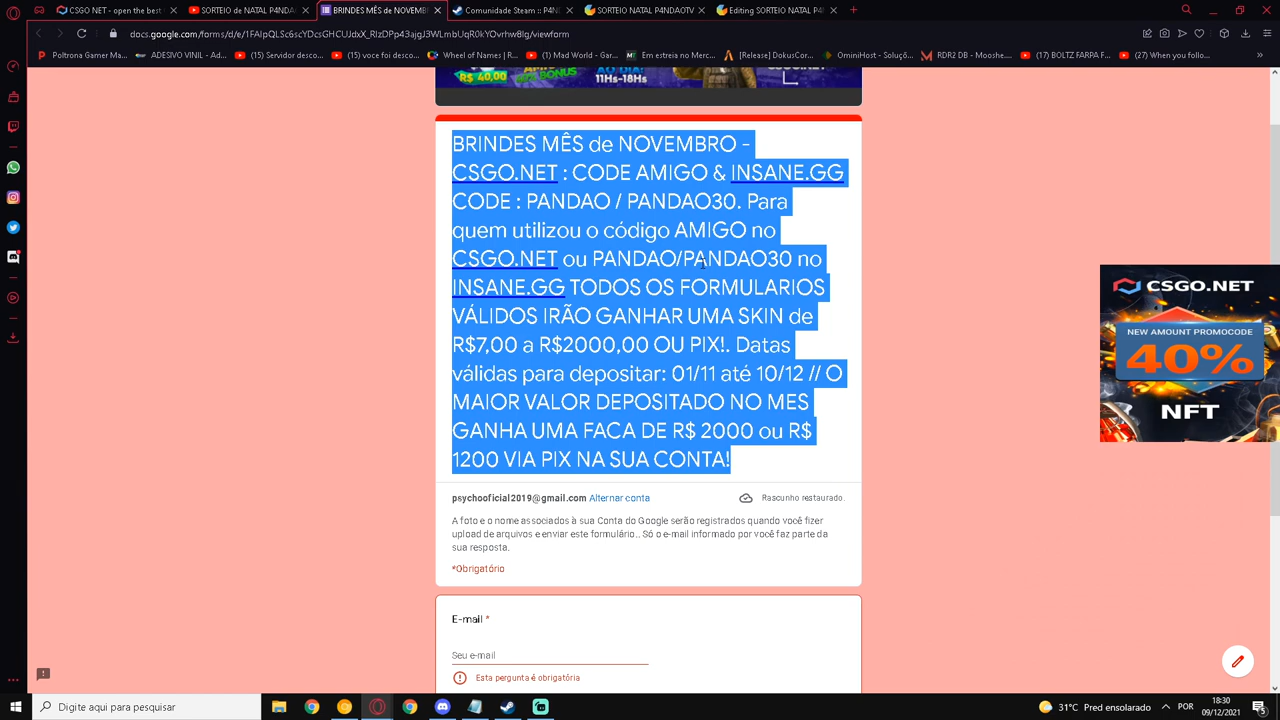 CSGO NET - open the best
SORTEIO de NATAL P4NDA
BRINDES MÊS de NOVEMB
Comunidade Steam :: P4N
SORTEIO NATAL P4NDAOTV
Editing SORTEIO NATAL P4N
docs.google.com/forms/d/e/1FAIpQLSc6scYDcsGHCUJdxX_RIzDPp43ajgJ3WLmbUqR0kYOvrhw8lg/viewform
Poltrona Gamer Ma...
ADESIVO VINIL - Ad...
(15) Servidor desco...
(15) voce foi desco...
Wheel of Names | R...
(1) Mad World - Gar...
Em estreia no Merc...
[Release] DokusCor...
OminiHost - Soluçõ...
RDR2 DB - Mooshe...
(17) BOLTZ FARPA F...
(27) When you follo...
R$ 40,00
11Hs-18Hs
BRINDES MÊS de NOVEMBRO -
CSGO.NET : CODE AMIGO & INSANE.GG
CODE : PANDAO / PANDAO30. Para
quem utilizou o código AMIGO no
CSGO.NET ou PANDAO/PANDAO30 no
INSANE.GG TODOS OS FORMULARIOS
VÁLIDOS IRÃO GANHAR UMA SKIN de
R$7,00 a R$2000,00 OU PIX!. Datas
válidas para depositar: 01/11 até 10/12 // O
MAIOR VALOR DEPOSITADO NO MES
GANHA UMA FACA DE R$ 2000 ou R$
1200 VIA PIX NA SUA CONTA!
psychooficial2019@gmail.com Alternar conta
Rascunho restaurado.
A foto e o nome associados à sua Conta do Google serão registrados quando você fizer
upload de arquivos e enviar este formulário.. Só o e-mail informado por você faz parte da
sua resposta.
*Obrigatório
E-mail *
Seu e-mail
Esta pergunta é obrigatória
CSGO.NET
NEW AMOUNT PROMOCODE
40%
NFT
Digite aqui para pesquisar
31°C Pred ensolarado
POR
18:30
09/12/2021
5